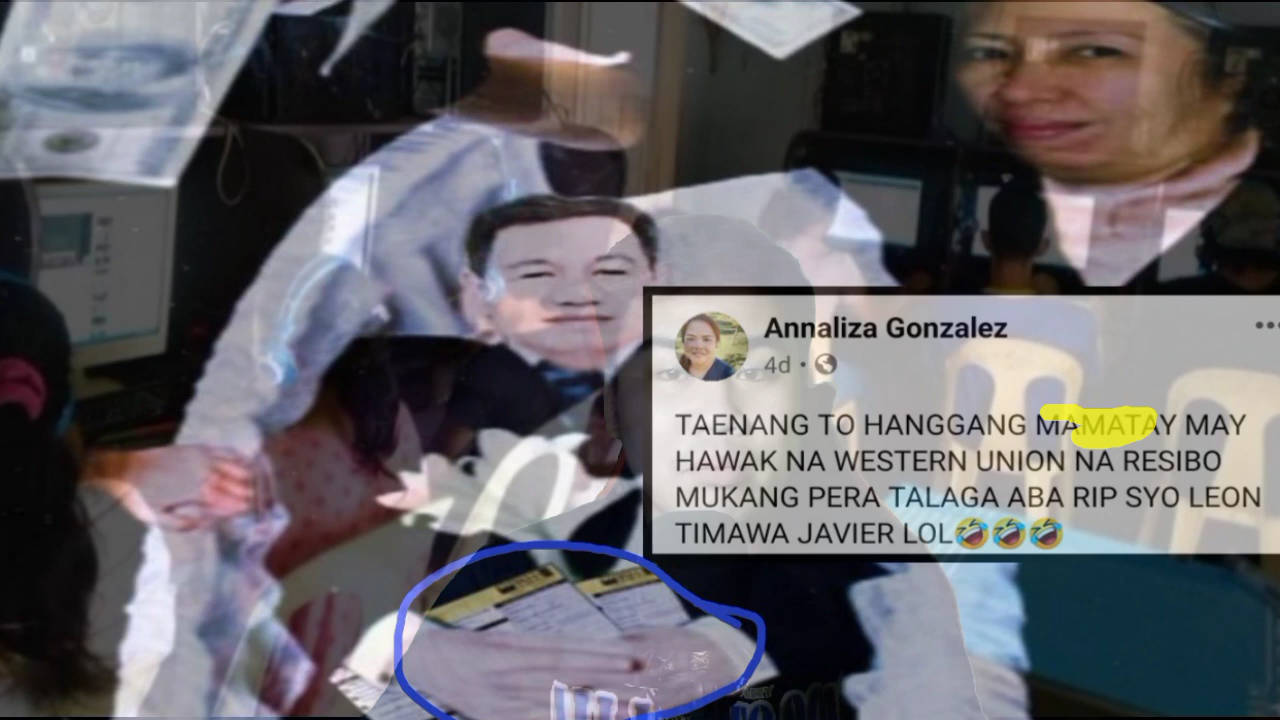 Annaliza Gonzalez
4d
TAENANG TO HANGGANG MAMATAY MAY
HAWAK NA WESTERN UNION NA RESIBO
MUKANG PERA TALAGA ABA RIP SYO LEON
TIMAWA JAVIER LOL🤣🤣🤣